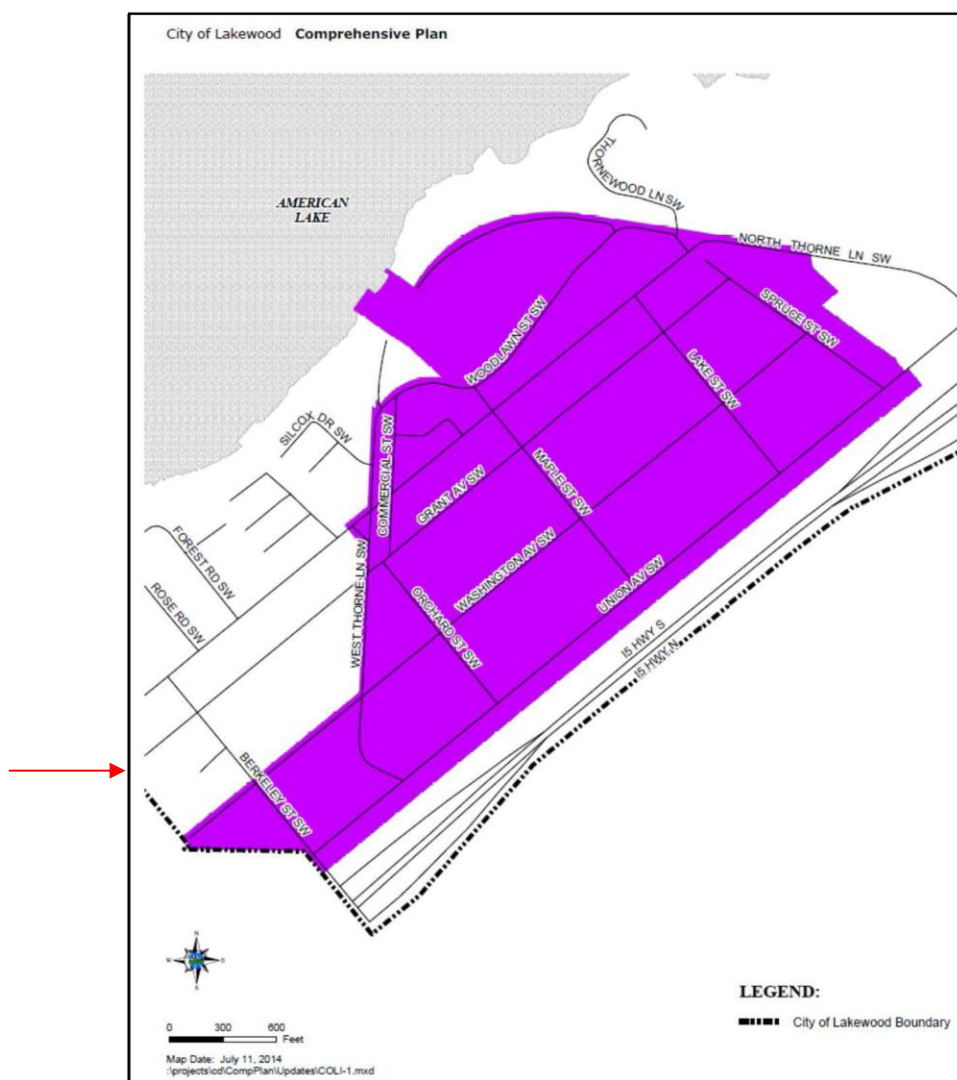 City of Lakewood Comprehensive Plan
THORNEWOOD LN SW
AMERICAN
LAKE
NORTH THORNE LN SW
SPRUCE ST SW
WOODLAWN ST SW
LAKE ST SW
SILCOX DR SW
COMMERCIAL ST SW
GRANT AV SW
MAPLE ST SW
FOREST RD SW
ROSE RD SW
WEST THORNE LN SW
ORCHARD ST SW
WASHINGTON AV SW
UNION AV SW
I5 HWY S
I5 HWY N
BERKELEY ST SW
N
W
E
S
LEGEND:
City of Lakewood Boundary
0 300 600
Feet
Map Date: July 11, 2014
:\projects\cd\CompPlan\Updates\COLI-1.mxd